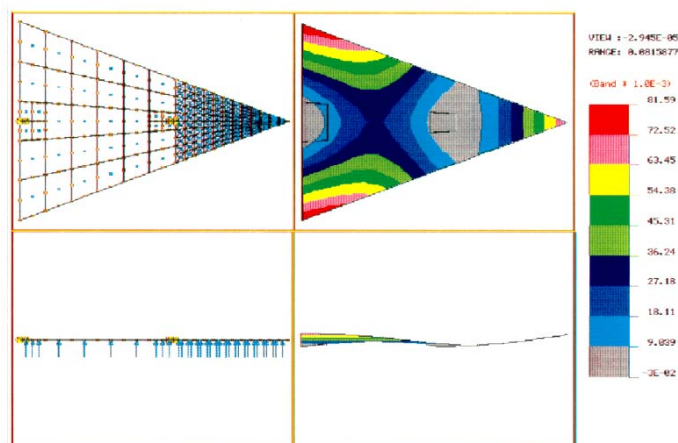 VIEW :-2.945E-05
RANGE: 0.0815877
(Band * 1.0E-3)
81.59
72.52
63.45
54.38
45.31
36.24
27.18
18.11
9.039
-3E-02